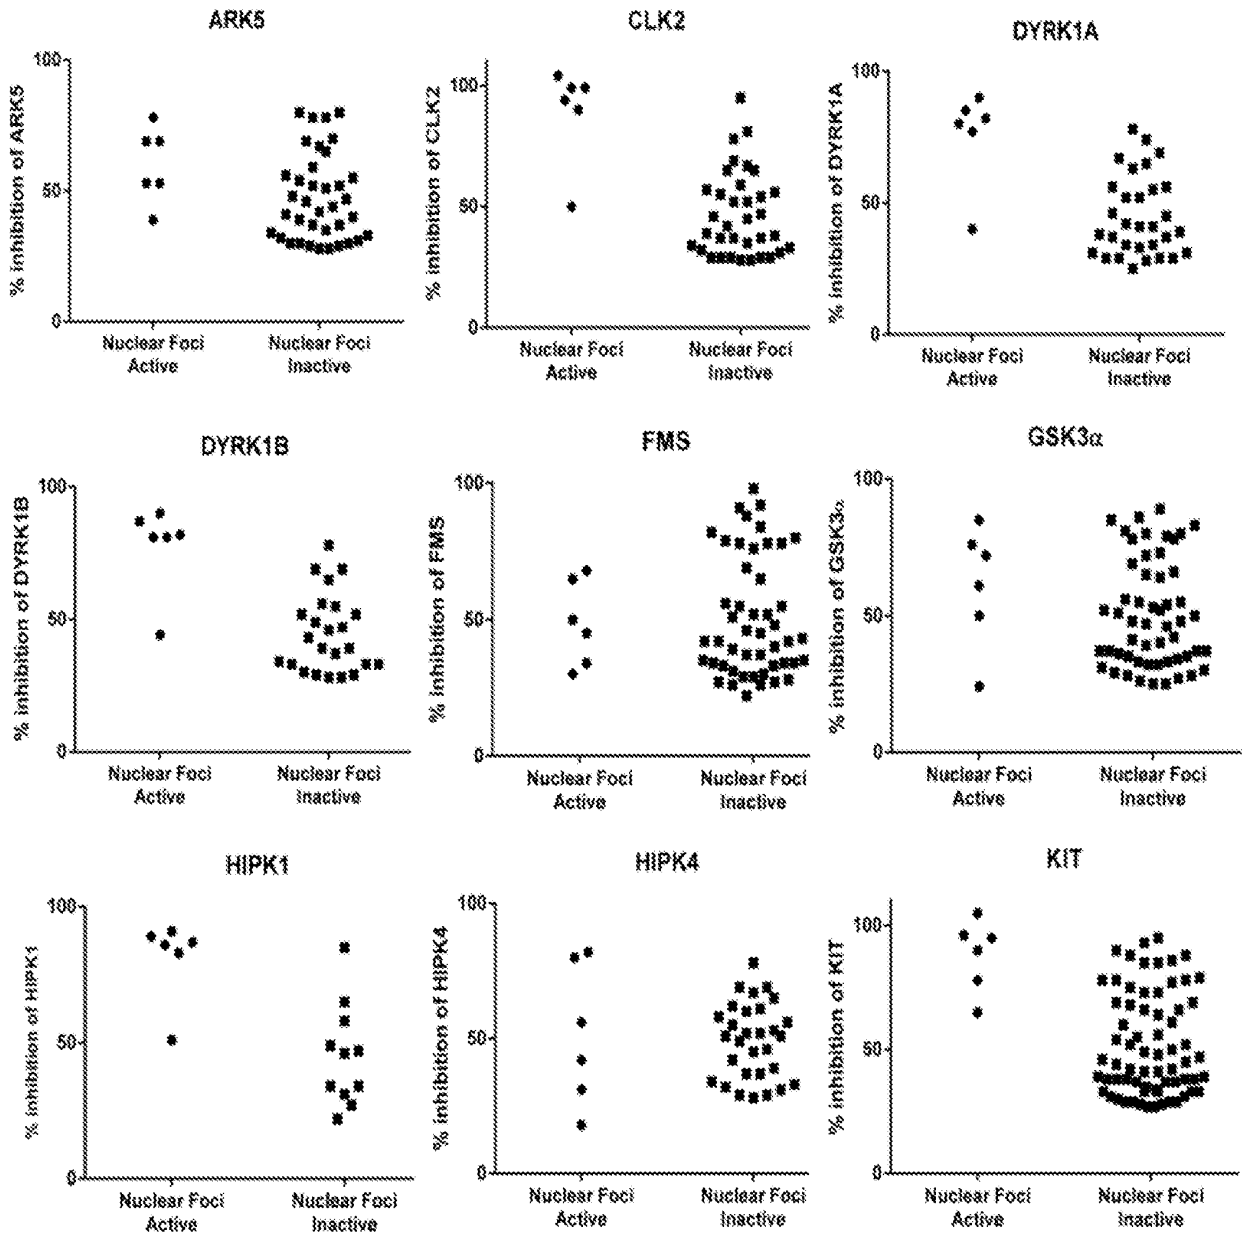 ARK5
% inhibition of ARK5
100
50
0
Nuclear Foci
Active
Nuclear Foci
Inactive
CLK2
% inhibition of CLK2
100
50
0
Nuclear Foci
Active
Nuclear Foci
Inactive
DYRK1A
% inhibition of DYRK1A
100
50
0
Nuclear Foci
Active
Nuclear Foci
Inactive
DYRK1B
% inhibition of DYRK1B
100
50
0
Nuclear Foci
Active
Nuclear Foci
Inactive
FMS
% inhibition of FMS
100
50
0
Nuclear Foci
Active
Nuclear Foci
Inactive
GSK3α
% inhibition of GSK3α
100
50
0
Nuclear Foci
Active
Nuclear Foci
Inactive
HIPK1
% inhibition of HIPK1
100
50
0
Nuclear Foci
Active
Nuclear Foci
Inactive
HIPK4
% inhibition of HIPK4
100
50
0
Nuclear Foci
Active
Nuclear Foci
Inactive
KIT
% inhibition of KIT
100
50
0
Nuclear Foci
Active
Nuclear Foci
Inactive